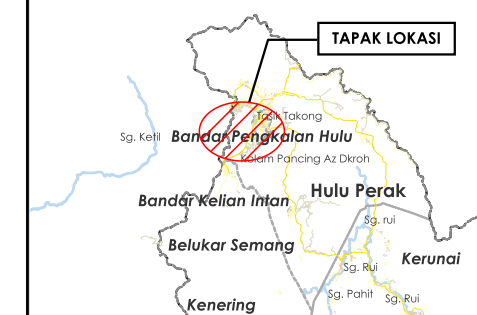 TAPAK LOKASI
Tasik Takong
Sg. Ketil
Bandar Pengkalan Hulu
Kolam Pancing Az Dkroh
Hulu Perak
Bandar Kelian Intan
Sg. rui
Belukar Semang
Kerunai
Sg. Rui
Sg. Pahit
Sg. Rui
Kenering